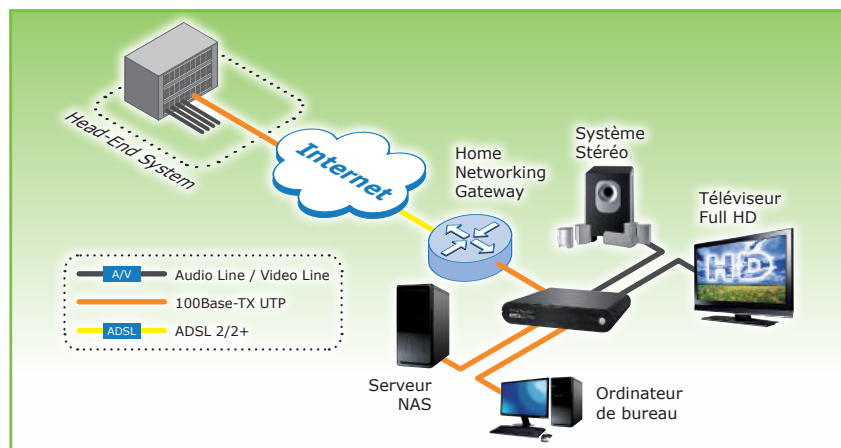 Head-End System
Internet
Home
Networking
Gateway
Système
Stéréo
Téléviseur
Full HD
HD
A/V
Audio Line / Video Line
100Base-TX UTP
ADSL
ADSL 2/2+
Serveur
NAS
Ordinateur
de bureau